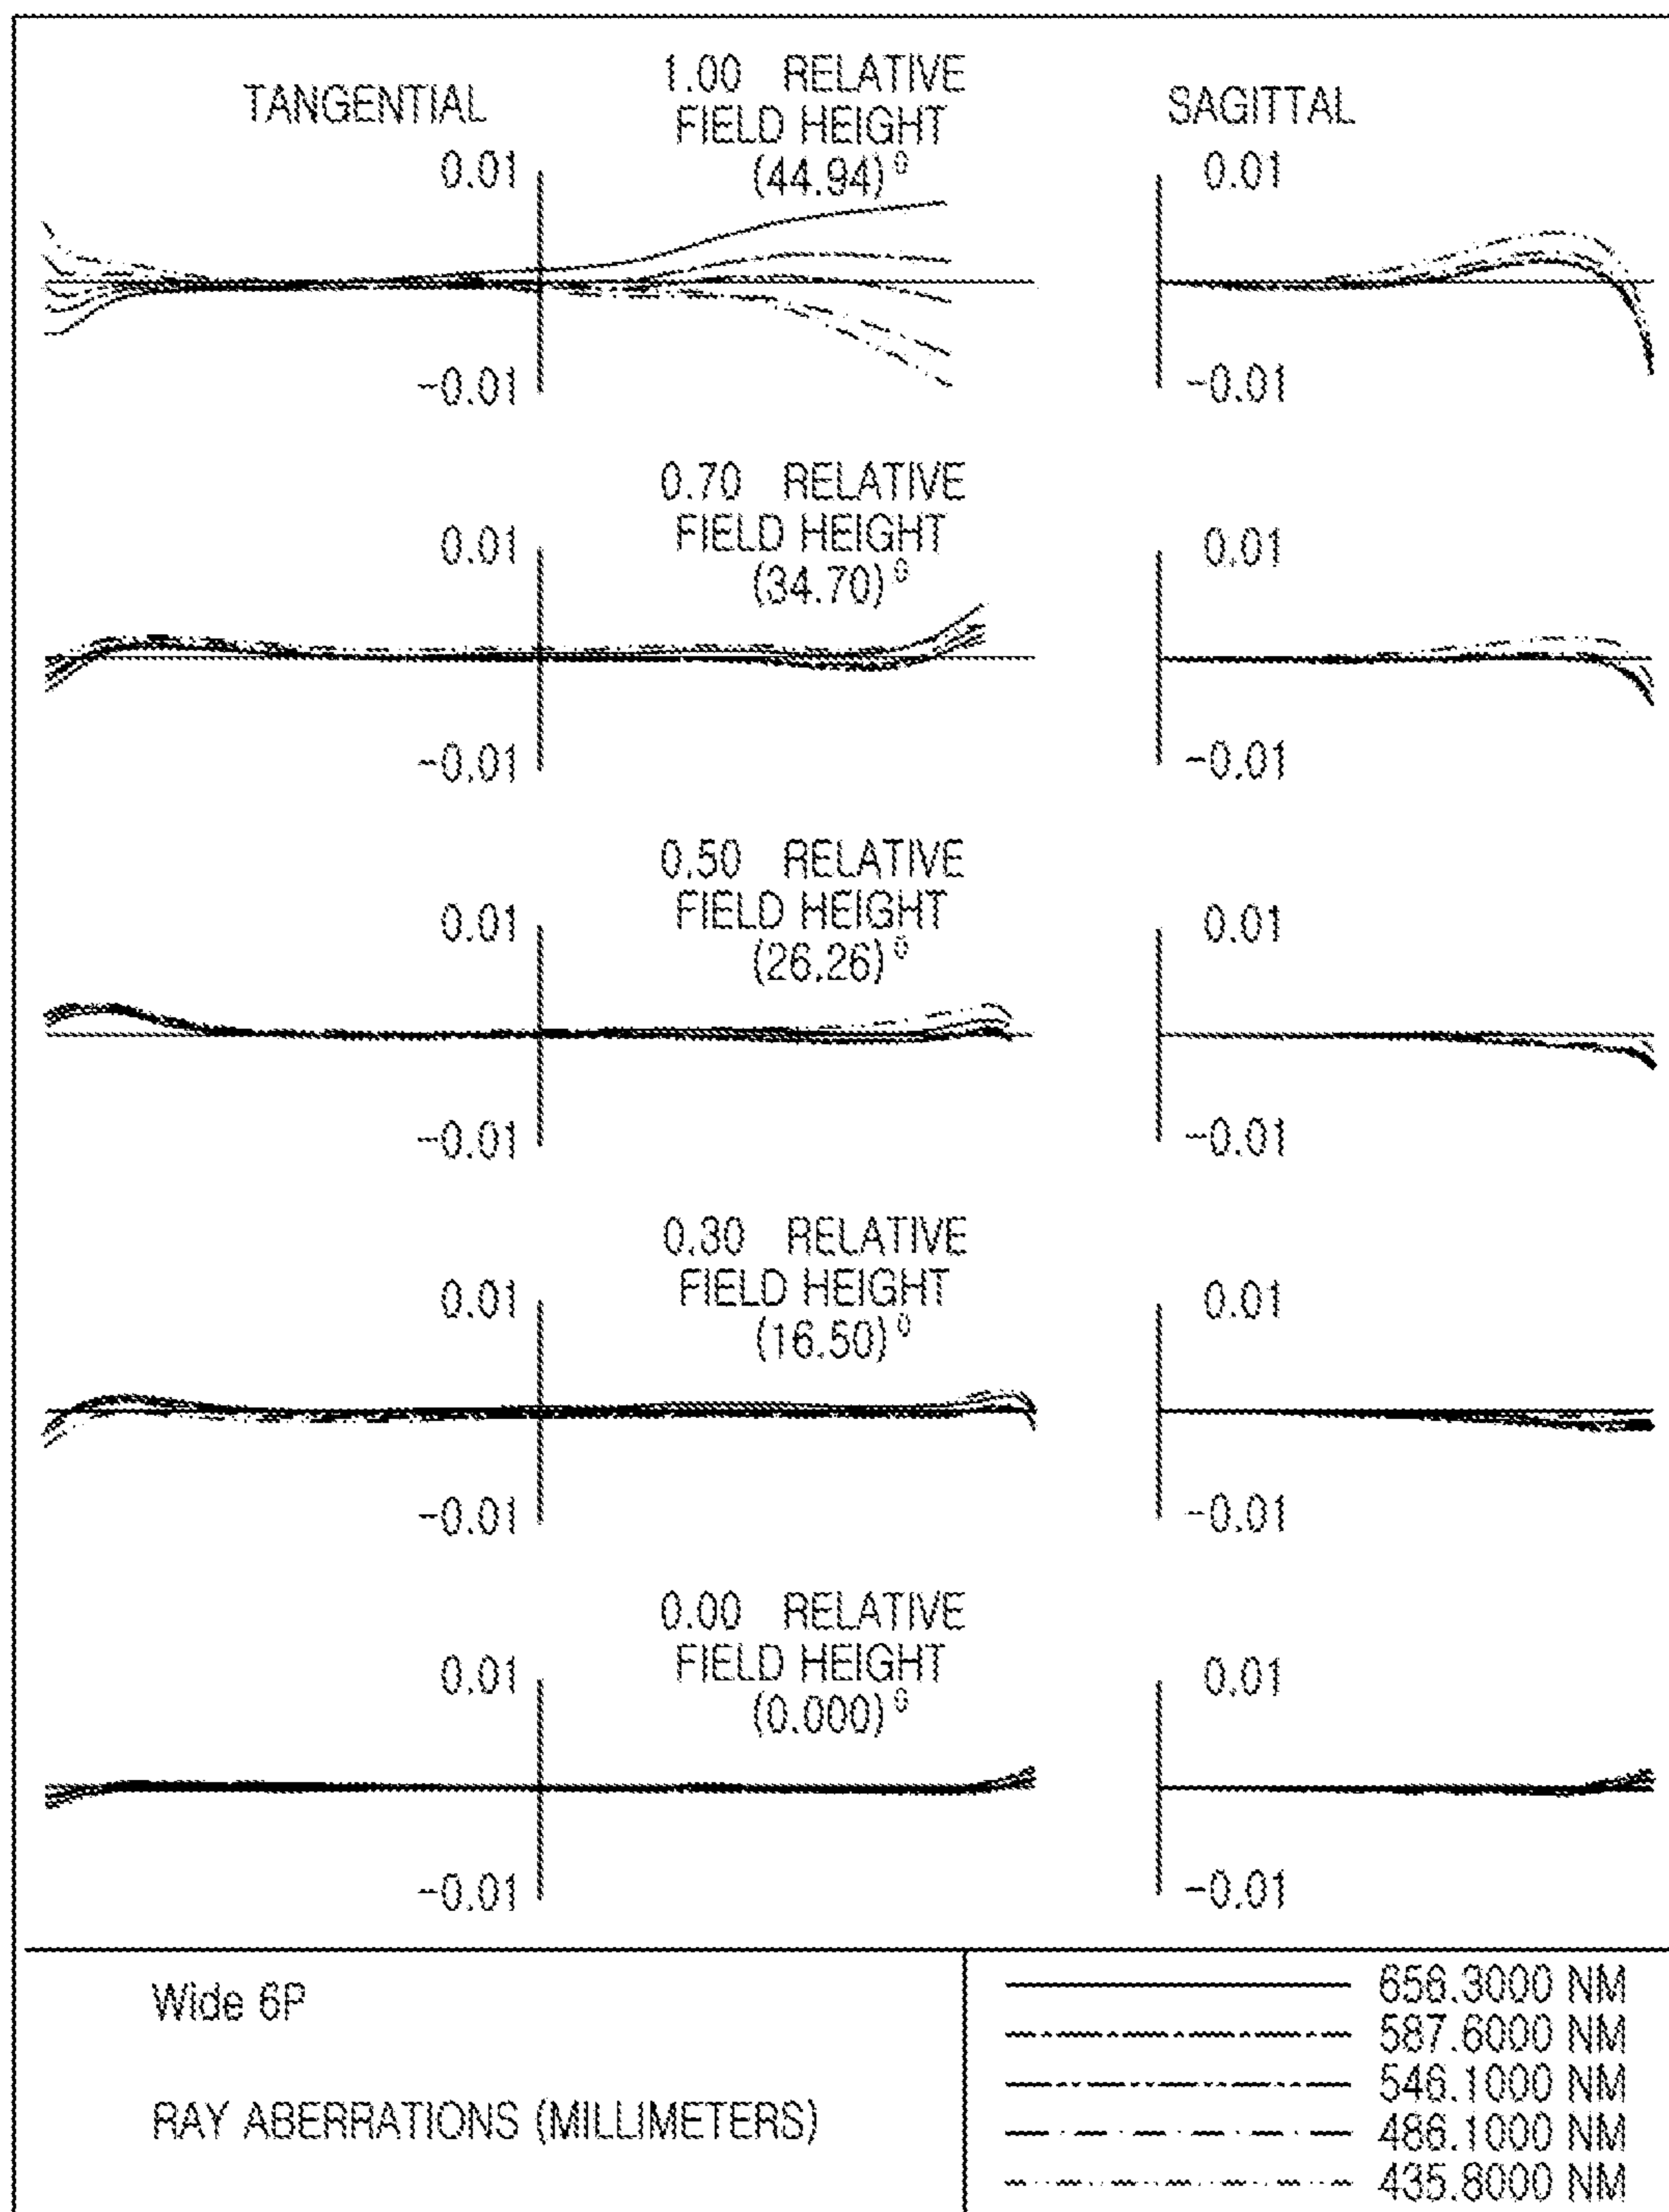 TANGENTIAL
1.00 RELATIVE
FIELD HEIGHT
(44.94)⁰
SAGITTAL
0.01
0.01
-0.01
-0.01
0.70 RELATIVE
FIELD HEIGHT
(34.70)⁰
0.01
0.01
-0.01
-0.01
0.50 RELATIVE
FIELD HEIGHT
(26.26)⁰
0.01
0.01
-0.01
-0.01
0.30 RELATIVE
FIELD HEIGHT
(16.50)⁰
0.01
0.01
-0.01
-0.01
0.00 RELATIVE
FIELD HEIGHT
(0.000)⁰
0.01
0.01
-0.01
-0.01
Wide 6P
RAY ABERRATIONS (MILLIMETERS)
656.3000 NM
587.6000 NM
546.1000 NM
486.1000 NM
435.8000 NM